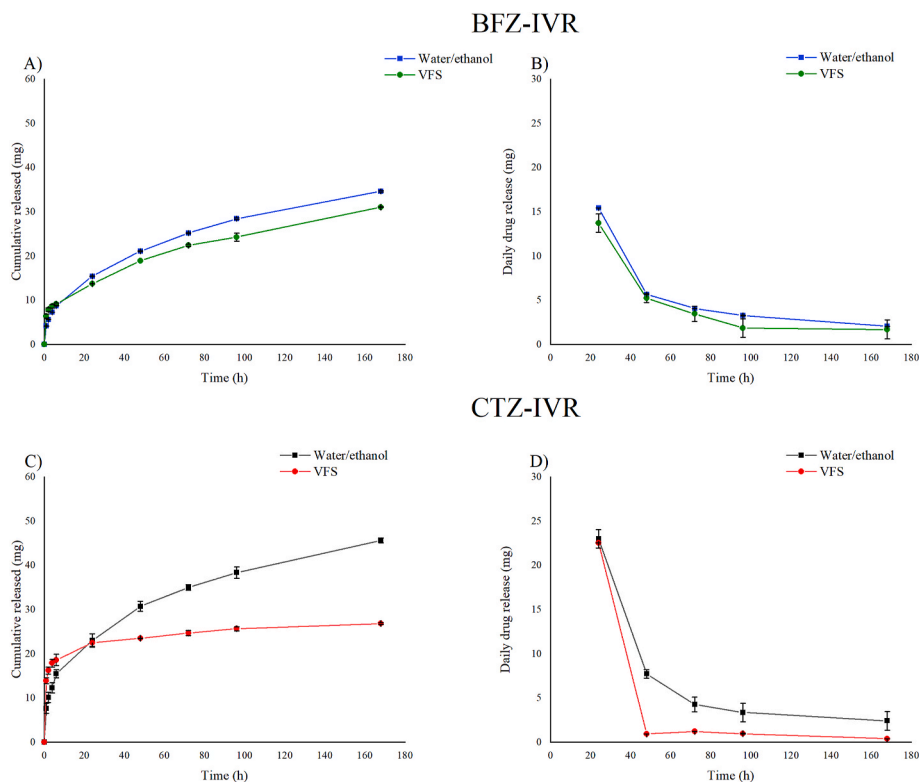 BFZ-IVR
A)
Water/ethanol
VFS
60
50
40
30
20
10
0
Cumulative released (mg)
0 20 40 60 80 100 120 140 160 180
Time (h)
B)
Water/ethanol
VFS
30
25
20
15
10
5
0
Daily drug release (mg)
0 20 40 60 80 100 120 140 160 180
Time (h)
CTZ-IVR
C)
Water/ethanol
VFS
60
50
40
30
20
10
0
Cumulative released (mg)
0 20 40 60 80 100 120 140 160 180
Time (h)
D)
Water/ethanol
VFS
30
25
20
15
10
5
0
Daily drug release (mg)
0 20 40 60 80 100 120 140 160 180
Time (h)